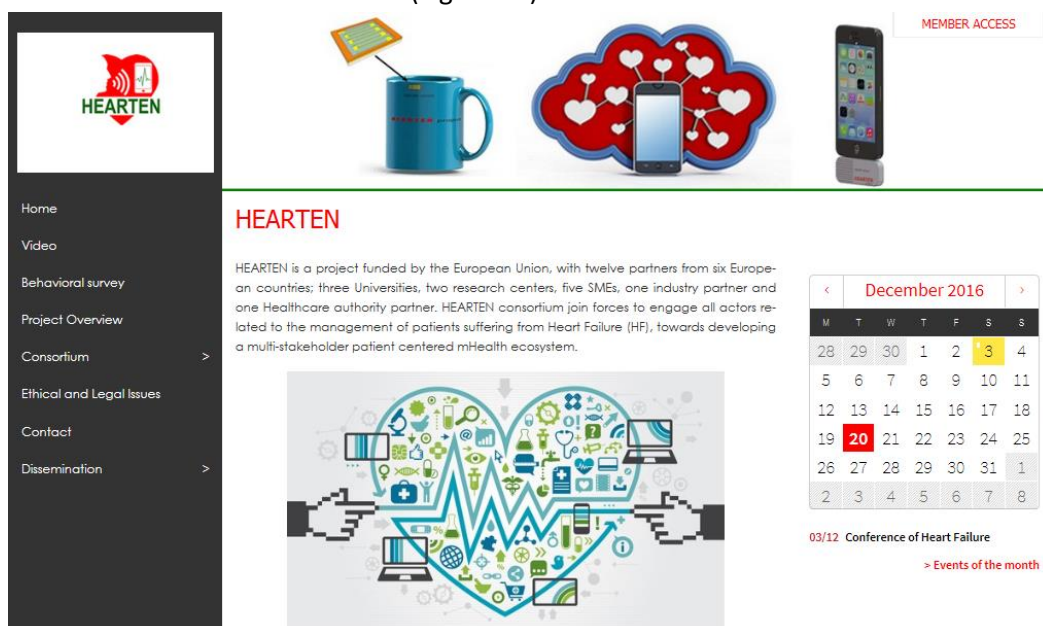 MEMBER ACCESS
HEARTEN
Home
Video
Behavioral survey
Project Overview
Consortium >
Ethical and Legal Issues
Contact
Dissemination >
HEARTEN
HEARTEN is a project funded by the European Union, with twelve partners from six Europe-
an countries; three Universities, two research centers, five SMEs, one industry partner and
one Healthcare authority partner. HEARTEN consortium join forces to engage all actors re-
lated to the management of patients suffering from Heart Failure (HF), towards developing
a multi-stakeholder patient centered mHealth ecosystem.
< December 2016 >
M T W T F S S
28 29 30 1 2 3 4
5 6 7 8 9 10 11
12 13 14 15 16 17 18
19 20 21 22 23 24 25
26 27 28 29 30 31 1
2 3 4 5 6 7 8
03/12 Conference of Heart Failure
> Events of the month